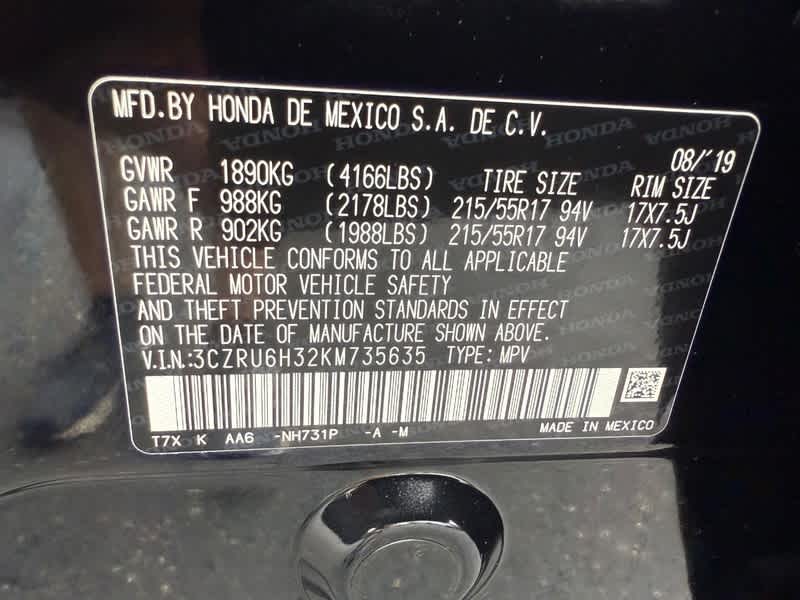 MFD.BY HONDA DE MEXICO S.A. DE C.V.
08/'19
GVWR 1890KG (4166LBS) TIRE SIZE RIM SIZE
GAWR F 988KG (2178LBS) 215/55R17 94V 17X7.5J
GAWR R 902KG (1988LBS) 215/55R17 94V 17X7.5J
THIS VEHICLE CONFORMS TO ALL APPLICABLE
FEDERAL MOTOR VEHICLE SAFETY
AND THEFT PREVENTION STANDARDS IN EFFECT
ON THE DATE OF MANUFACTURE SHOWN ABOVE.
V.I.N.:3CZRU6H32KM735635 TYPE: MPV
T7X K AA6 -NH731P -A -M MADE IN MEXICO